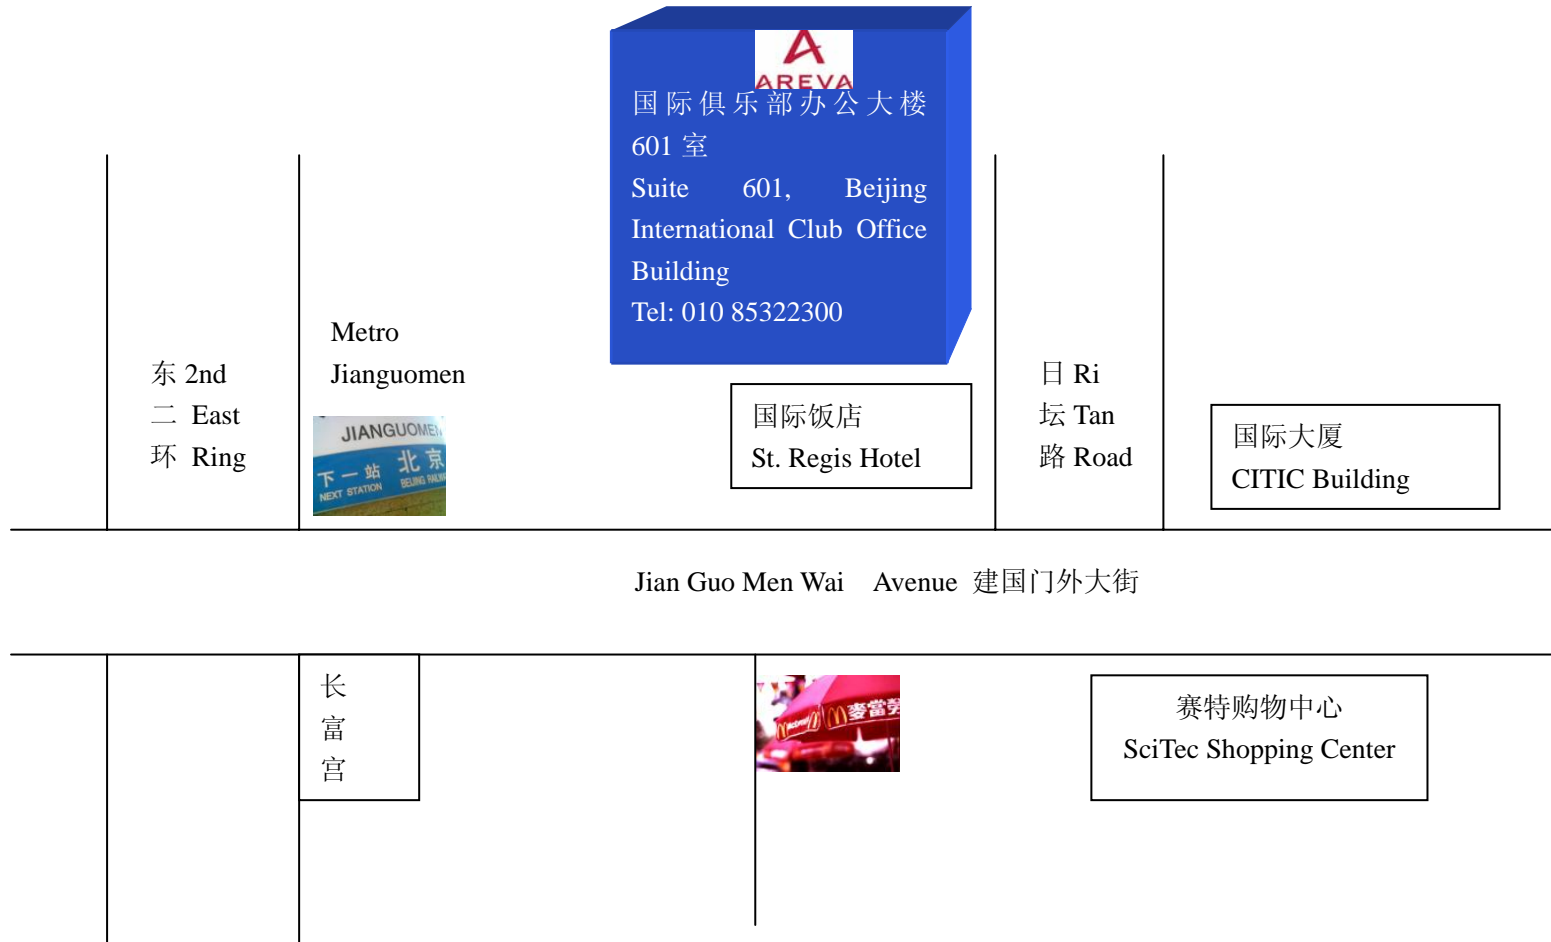 AREVA
国际俱乐部办公大楼
601 室
Suite 601, Beijing
International Club Office
Building
Tel: 010 85322300
Metro
Jianguomen
东 2nd
二 East
环 Ring
JIANGUOMEN
下一站 北京
NEXT STATION BEIJING
国际饭店
St. Regis Hotel
日 Ri
坛 Tan
路 Road
国际大厦
CITIC Building
Jian Guo Men Wai Avenue 建国门外大街
长
富
宫
麥當勞
赛特购物中心
SciTec Shopping Center